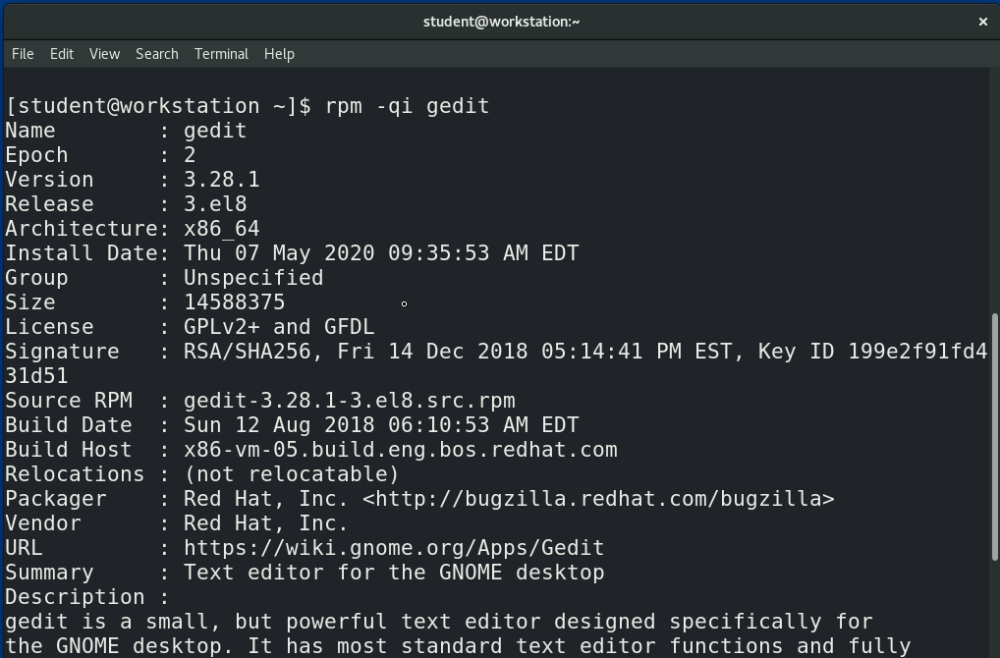 student@workstation:~ ×
File Edit View Search Terminal Help
[student@workstation ~]$ rpm -qi gedit
Name        : gedit
Epoch       : 2
Version     : 3.28.1
Release     : 3.el8
Architecture: x86_64
Install Date: Thu 07 May 2020 09:35:53 AM EDT
Group       : Unspecified
Size        : 14588375
License     : GPLv2+ and GFDL
Signature   : RSA/SHA256, Fri 14 Dec 2018 05:14:41 PM EST, Key ID 199e2f91fd4
31d51
Source RPM  : gedit-3.28.1-3.el8.src.rpm
Build Date  : Sun 12 Aug 2018 06:10:53 AM EDT
Build Host  : x86-vm-05.build.eng.bos.redhat.com
Relocations : (not relocatable)
Packager    : Red Hat, Inc. <http://bugzilla.redhat.com/bugzilla>
Vendor      : Red Hat, Inc.
URL         : https://wiki.gnome.org/Apps/Gedit
Summary     : Text editor for the GNOME desktop
Description :
gedit is a small, but powerful text editor designed specifically for
the GNOME desktop. It has most standard text editor functions and fully